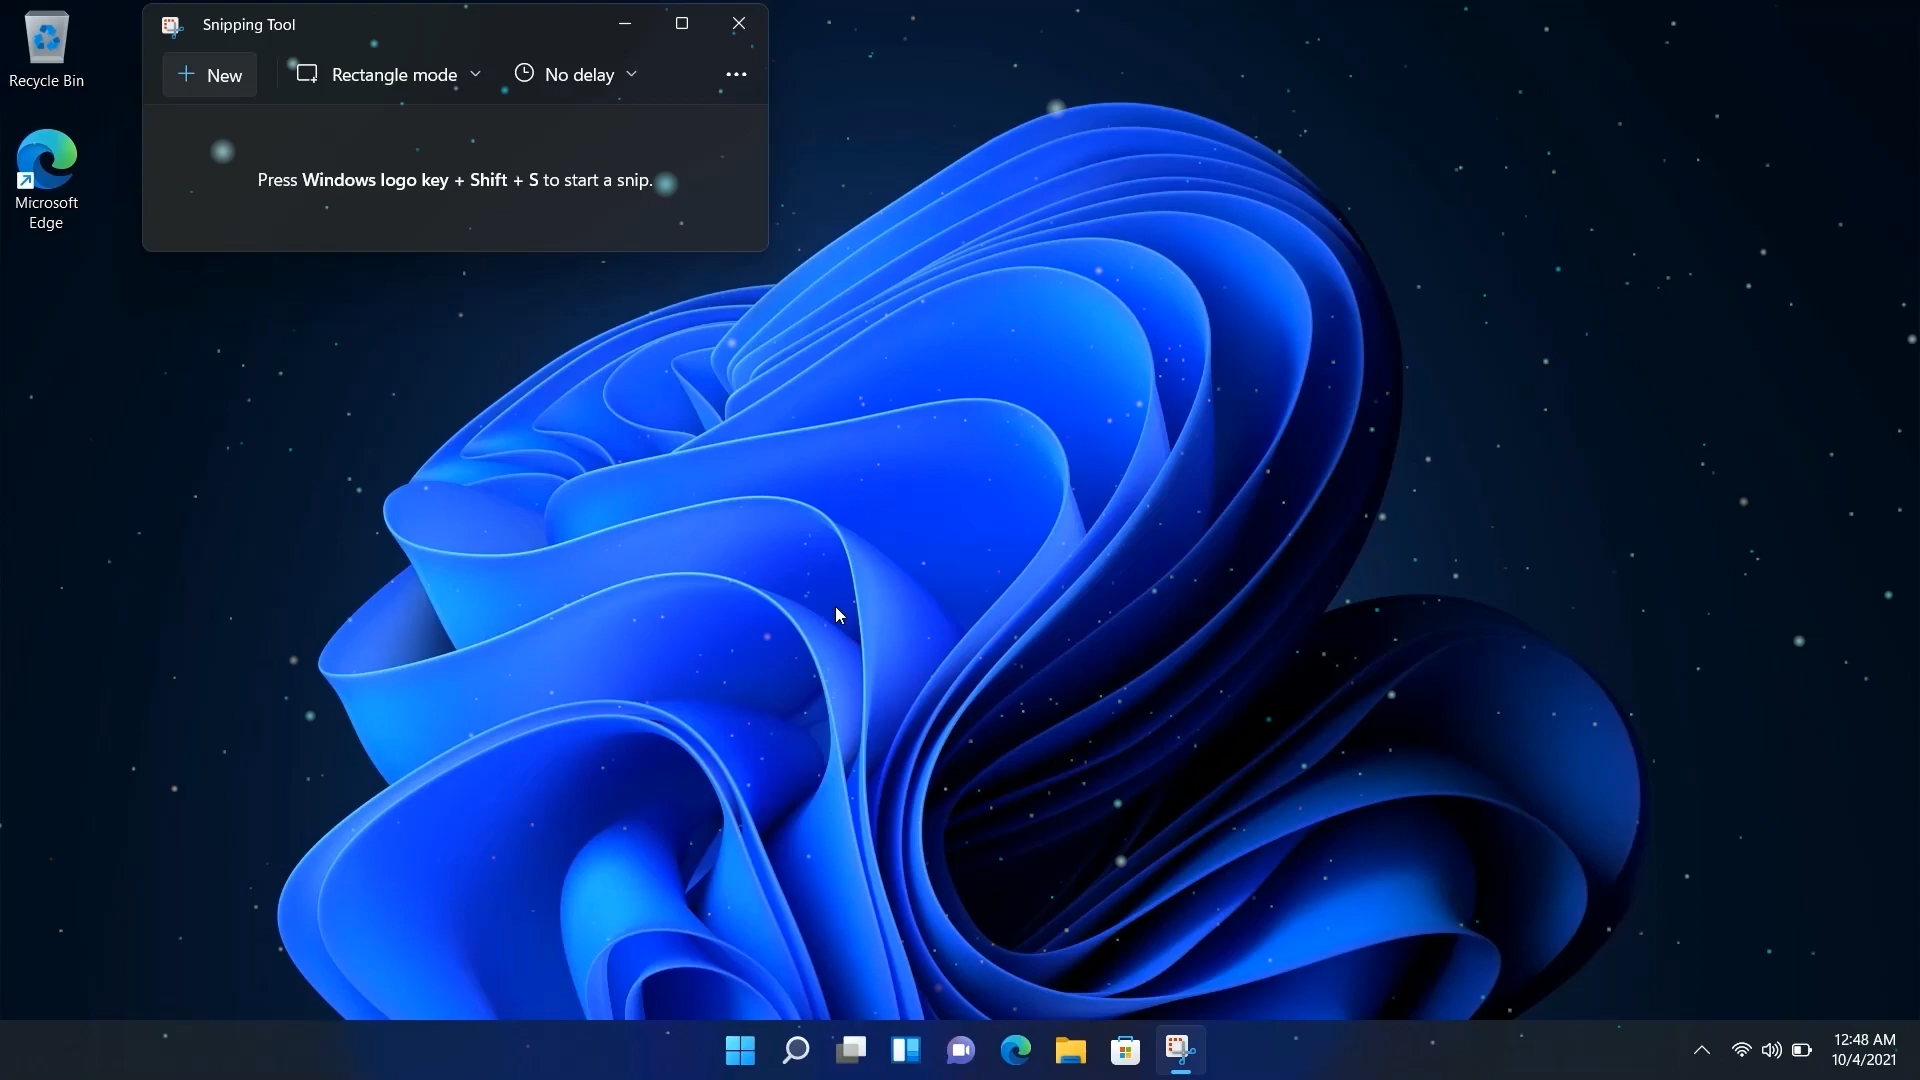 Recycle Bin
Microsoft
Edge
Snipping Tool
New
Rectangle mode
No delay
Press Windows logo key + Shift + S to start a snip.
12:48 AM
10/4/2021